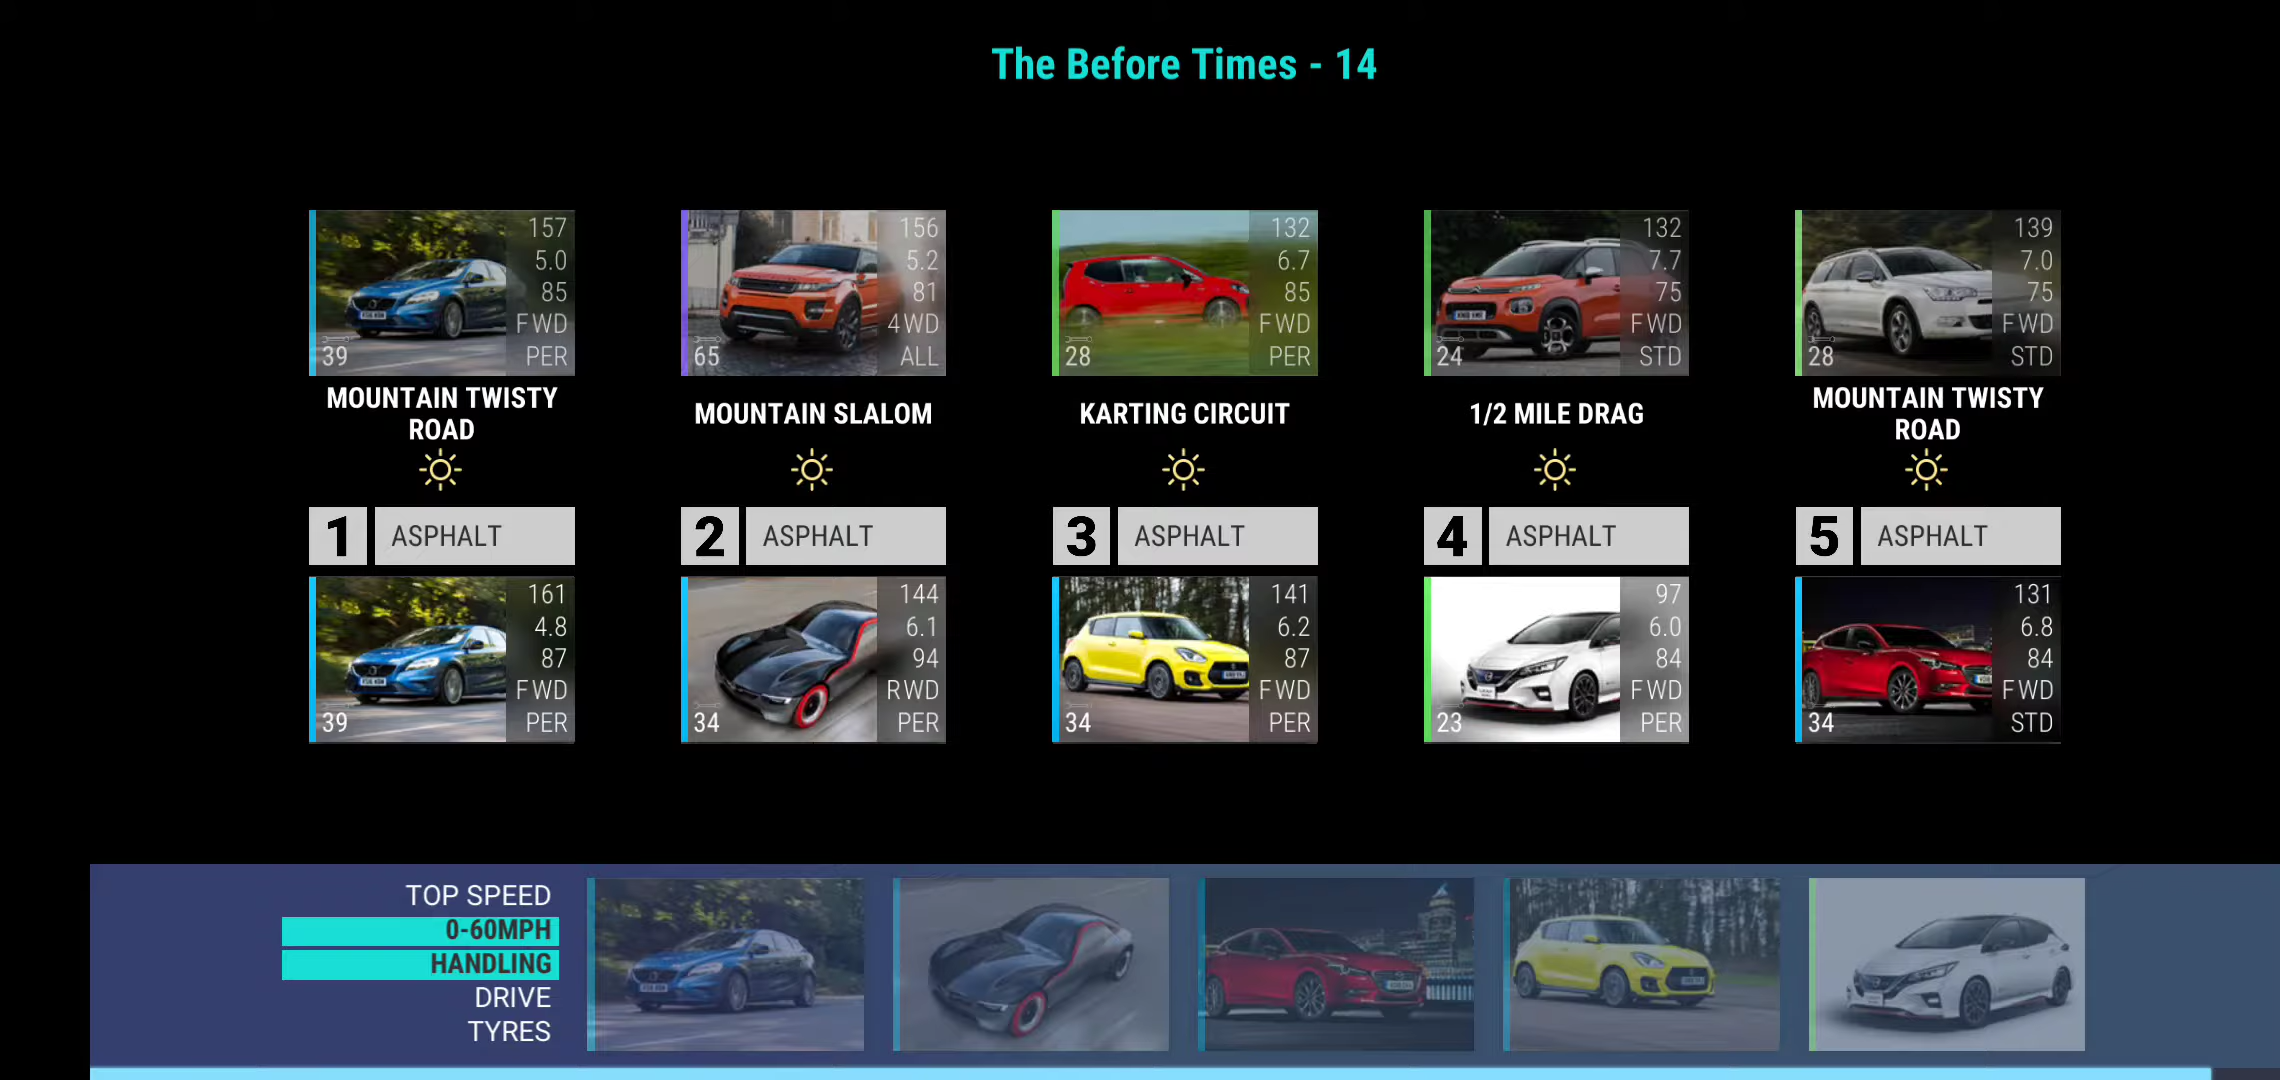 The Before Times - 14
157
5.0
85
FWD
PER
39
156
5.2
81
4WD
ALL
65
132
6.7
85
FWD
PER
28
132
7.7
75
FWD
STD
24
139
7.0
75
FWD
STD
28
MOUNTAIN TWISTY
ROAD
MOUNTAIN SLALOM
KARTING CIRCUIT
1/2 MILE DRAG
MOUNTAIN TWISTY
ROAD
1 ASPHALT
2 ASPHALT
3 ASPHALT
4 ASPHALT
5 ASPHALT
161
4.8
87
FWD
PER
39
144
6.1
94
RWD
PER
34
141
6.2
87
FWD
PER
34
97
6.0
84
FWD
PER
23
131
6.8
84
FWD
STD
34
TOP SPEED
0-60MPH
HANDLING
DRIVE
TYRES